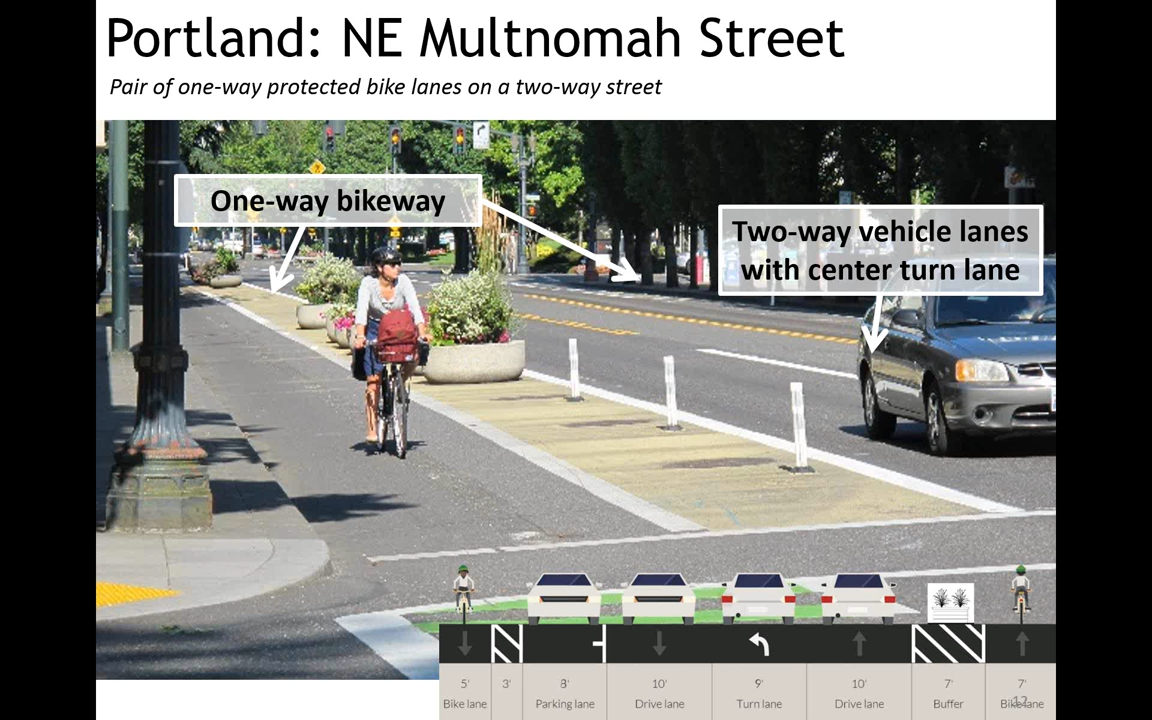 Portland: NE Multnomah Street
Pair of one-way protected bike lanes on a two-way street
One-way bikeway
Two-way vehicle lanes
with center turn lane
5' 3' 8' 10' 9' 10' 7' 7'
Bike lane Parking lane Drive lane Turn lane Drive lane Buffer Bike lane
12